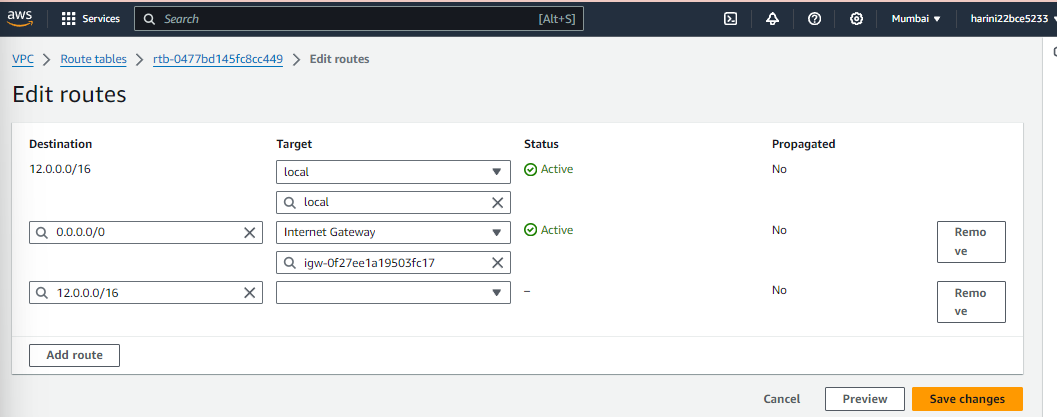 aws Services Search [Alt+S] Mumbai harini22bce5233
VPC Route tables rtb-0477bd145fc8cc449 Edit routes
Edit routes
Destination Target Status Propagated
12.0.0.0/16 local Active No
local
0.0.0.0/0 Internet Gateway Active No Remo
ve
igw-0f27ee1a19503fc17
12.0.0.0/16 – No Remo
ve
Add route
Cancel Preview Save changes